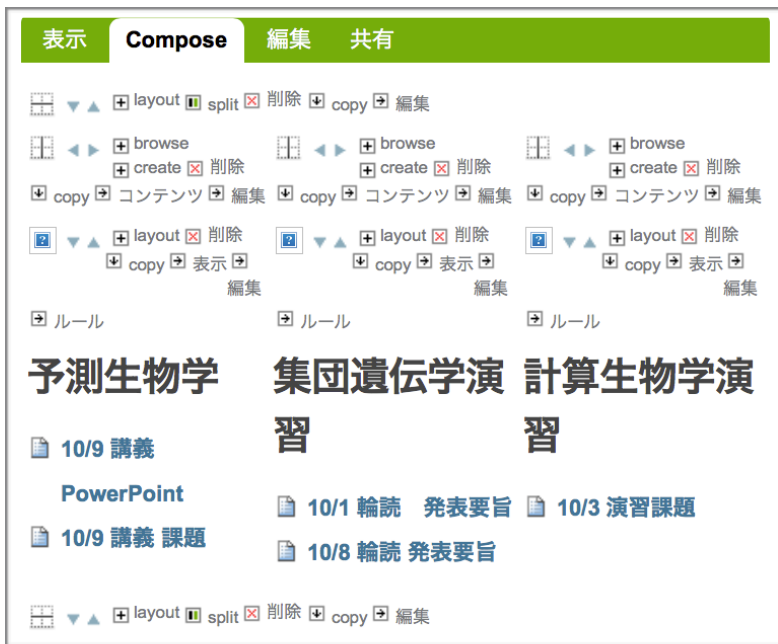 表示 Compose 編集 共有
layout split 削除 copy 編集
browse browse browse
create 削除 create 削除 create 削除
copy コンテンツ 編集 copy コンテンツ 編集 copy コンテンツ 編集
layout 削除 layout 削除 layout 削除
copy 表示 copy 表示 copy 表示
編集 編集 編集
ルール ルール ルール
予測生物学
10/9 講義
PowerPoint
10/9 講義 課題
集団遺伝学演
習
10/1 輪読　発表要旨
10/8 輪読 発表要旨
計算生物学演
習
10/3 演習課題
layout split 削除 copy 編集